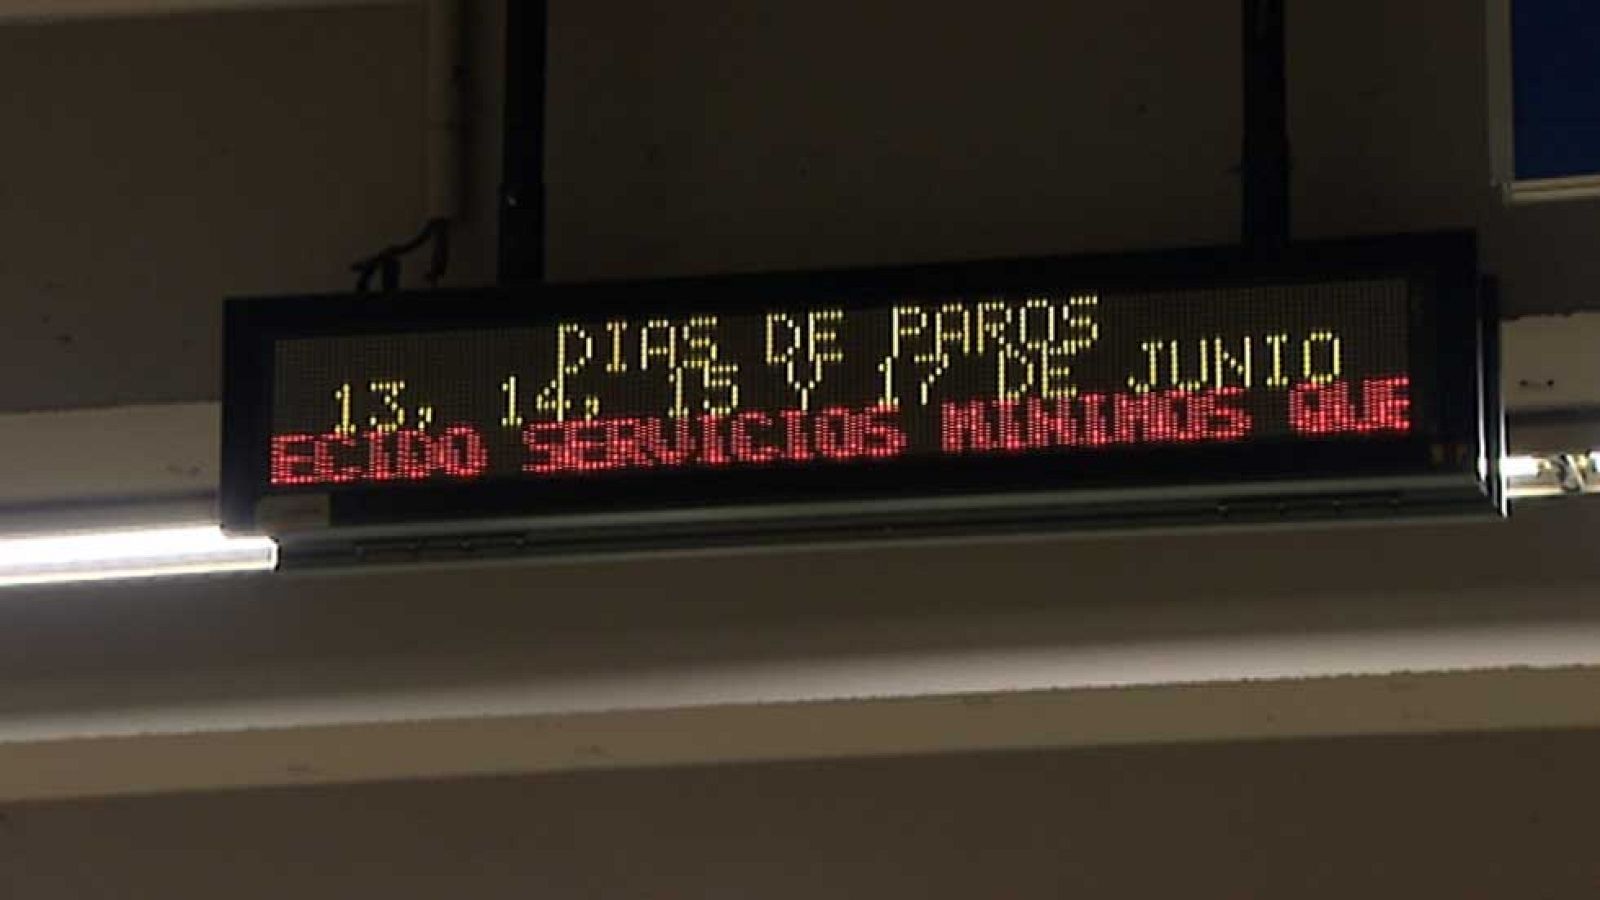 DIAS DE PAROS
13, 14, 15 Y 17 DE JUNIO
ECIDO SERVICIOS MINIMOS QUE